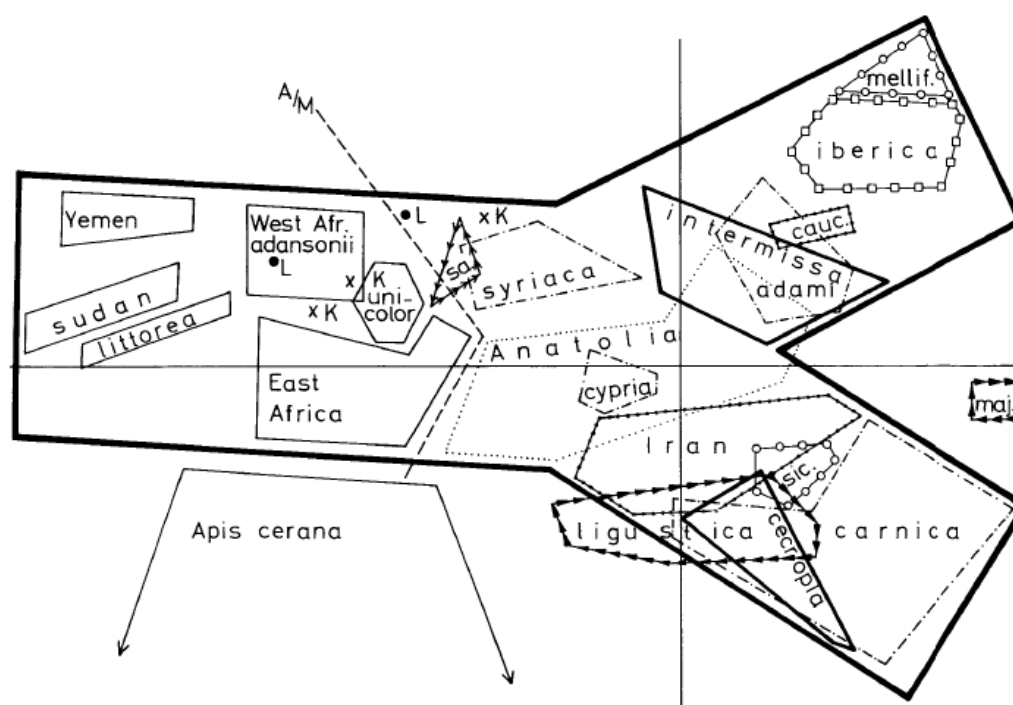 A/M
mellif.
iberica
Yemen
West Afr.
adansonii
L
L
x K
sa. r.
cauc.
intermissa
x
K
uni-
color
x K
syriaca
adami
sudan
littorea
Anatolia
East
Africa
cypria
maj.
Iran
sic.
Apis cerana
ligustica
cecropia
carnica